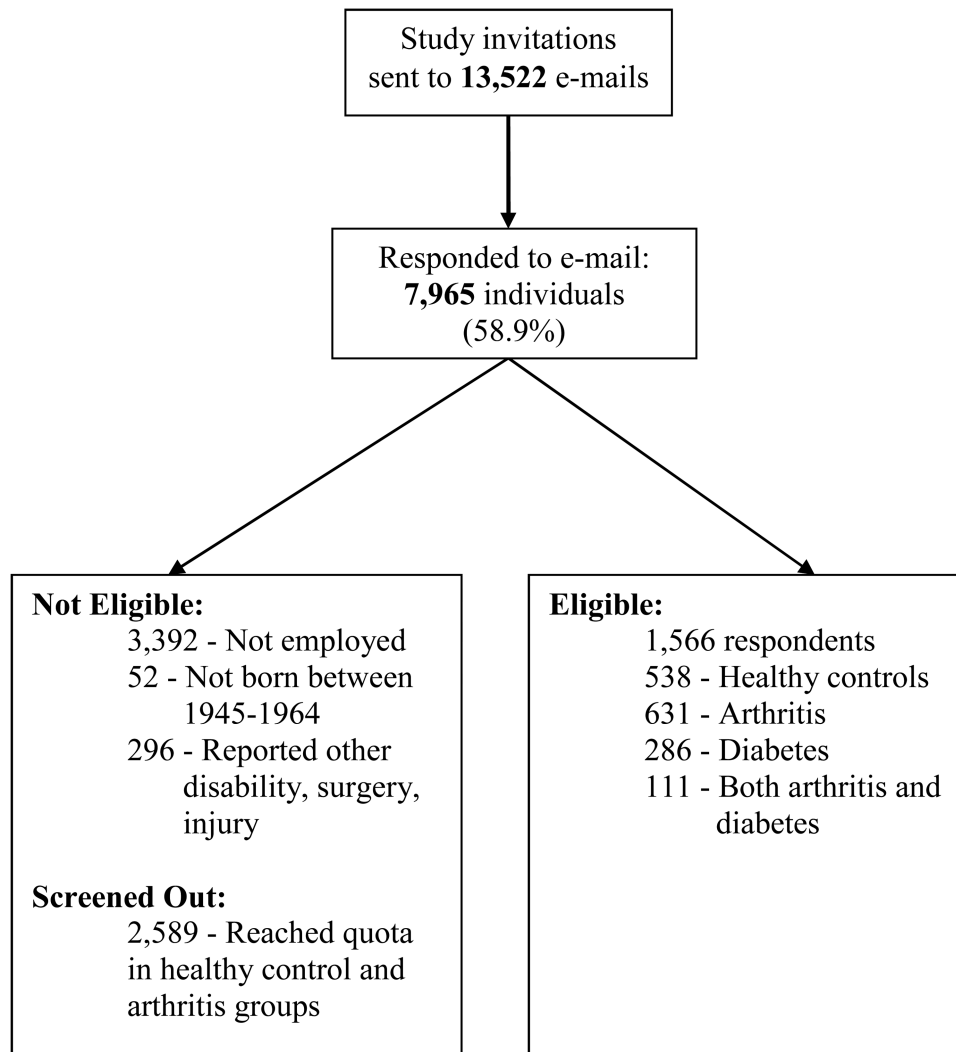 Study invitations
sent to 13,522 e-mails
Responded to e-mail:
7,965 individuals
(58.9%)
Not Eligible:
3,392 - Not employed
52 - Not born between
1945-1964
296 - Reported other
disability, surgery,
injury
Screened Out:
2,589 - Reached quota
in healthy control and
arthritis groups
Eligible:
1,566 respondents
538 - Healthy controls
631 - Arthritis
286 - Diabetes
111 - Both arthritis and
diabetes